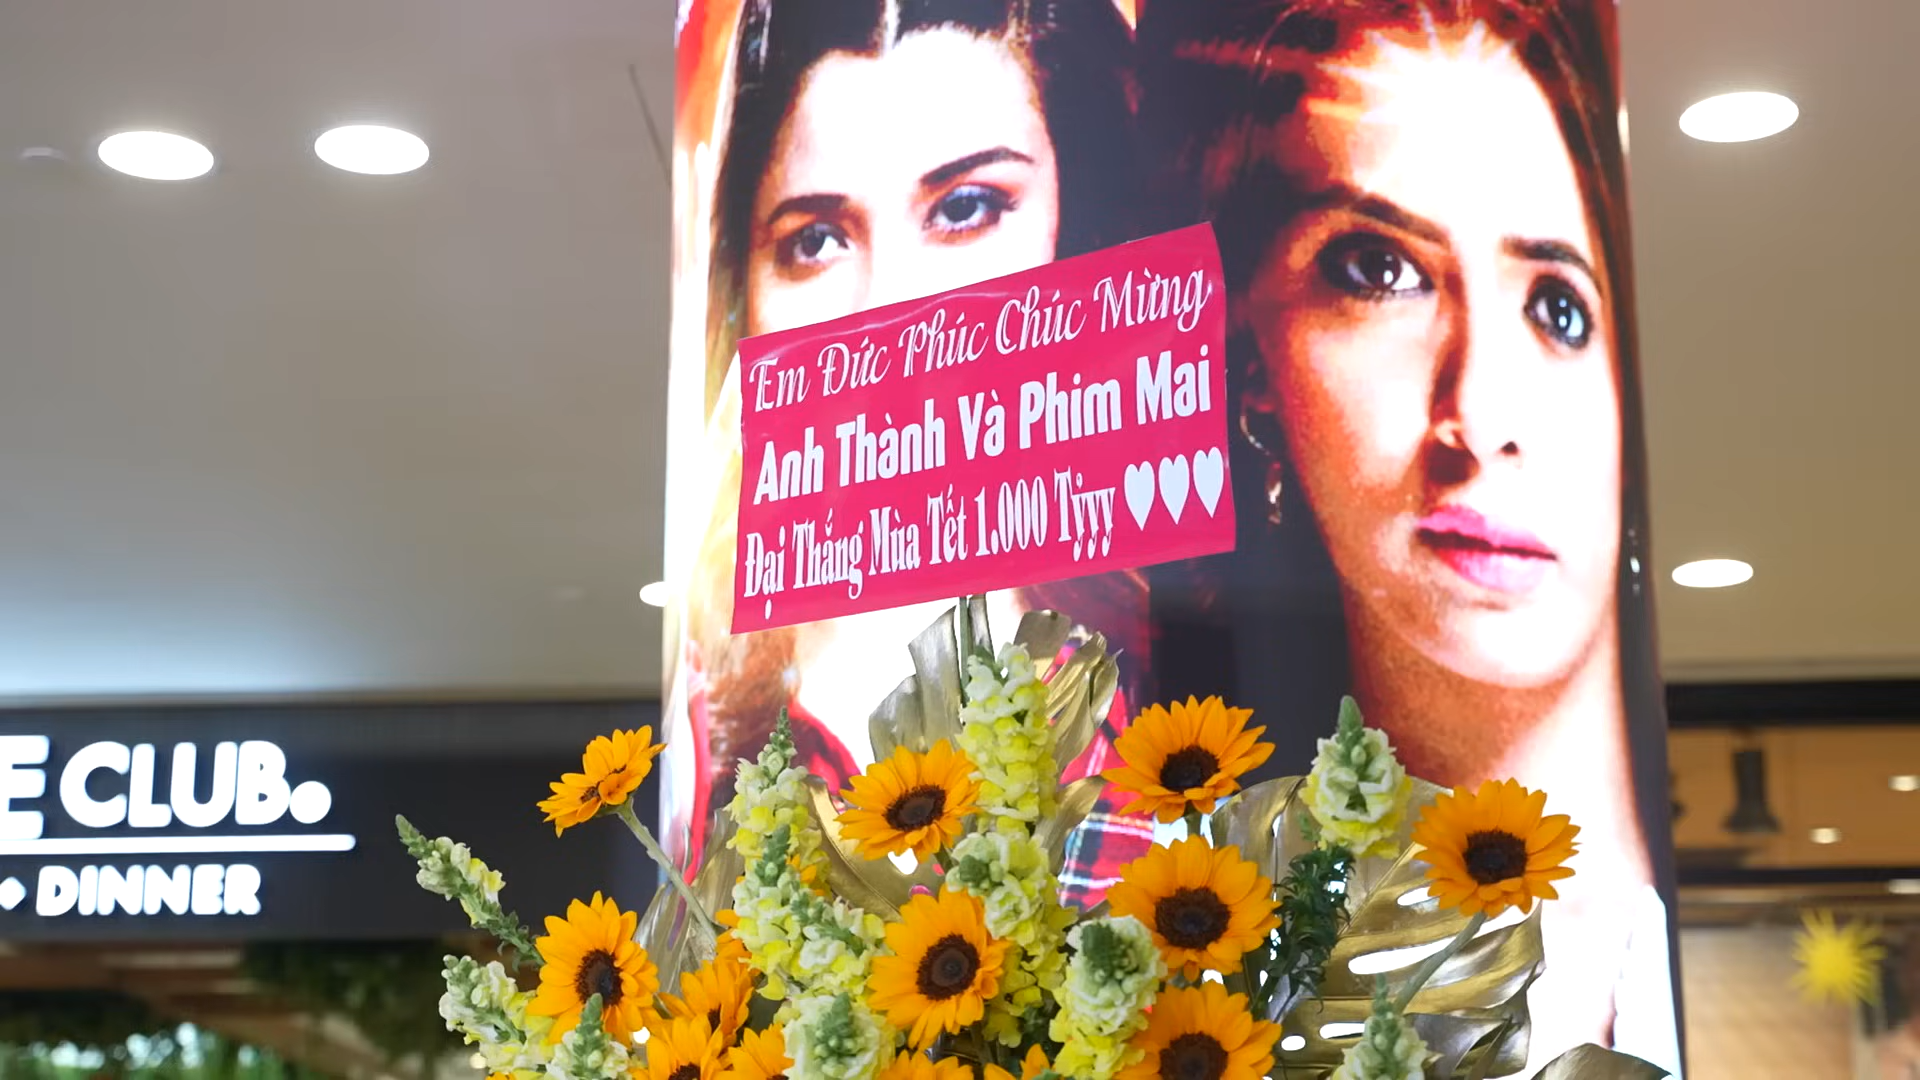 Em Đức Phúc Chúc Mừng
Anh Thành Và Phim Mai
Đại Thắng Mùa Tết 1.000 Tỷyy ♥♥♥
E CLUB.
• DINNER